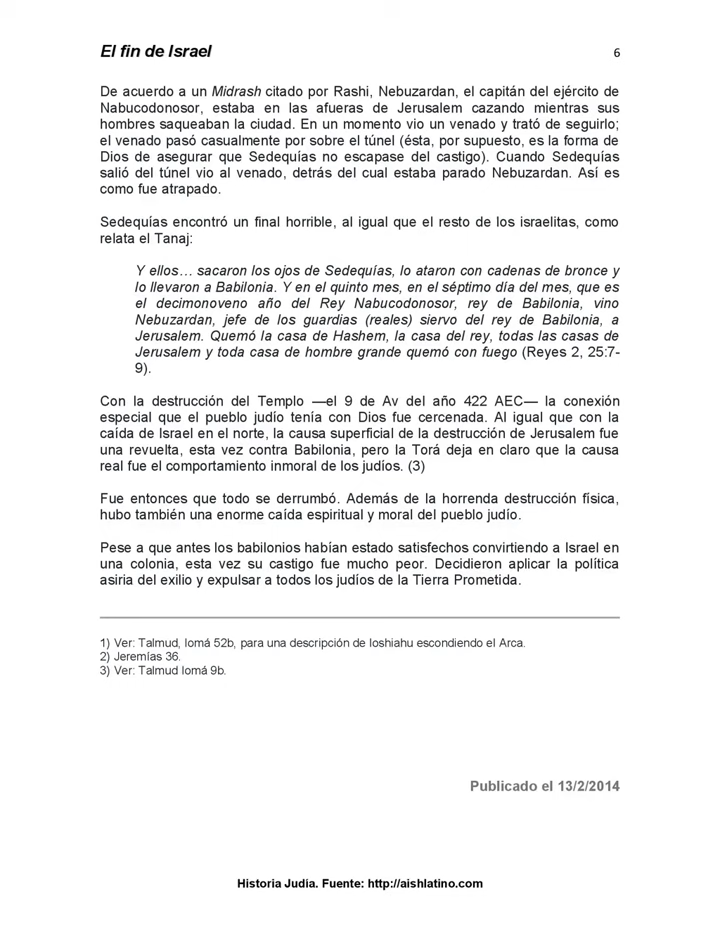 El fin de Israel
6
De acuerdo a un Midrash citado por Rashi, Nebuzardan, el capitán del ejército de
Nabucodonosor, estaba en las afueras de Jerusalem cazando mientras sus
hombres saqueaban la ciudad. En un momento vio un venado y trató de seguirlo;
el venado pasó casualmente por sobre el túnel (ésta, por supuesto, es la forma de
Dios de asegurar que Sedequías no escapase del castigo). Cuando Sedequías
salió del túnel vio al venado, detrás del cual estaba parado Nebuzardan. Así es
como fue atrapado.
Sedequías encontró un final horrible, al igual que el resto de los israelitas, como
relata el Tanaj:
Y ellos… sacaron los ojos de Sedequías, lo ataron con cadenas de bronce y
lo llevaron a Babilonia. Y en el quinto mes, en el séptimo día del mes, que es
el decimonoveno año del Rey Nabucodonosor, rey de Babilonia, vino
Nebuzardan, jefe de los guardias (reales) siervo del rey de Babilonia, a
Jerusalem. Quemó la casa de Hashem, la casa del rey, todas las casas de
Jerusalem y toda casa de hombre grande quemó con fuego (Reyes 2, 25:7-
9).
Con la destrucción del Templo —el 9 de Av del año 422 AEC— la conexión
especial que el pueblo judío tenía con Dios fue cercenada. Al igual que con la
caída de Israel en el norte, la causa superficial de la destrucción de Jerusalem fue
una revuelta, esta vez contra Babilonia, pero la Torá deja en claro que la causa
real fue el comportamiento inmoral de los judíos. (3)
Fue entonces que todo se derrumbó. Además de la horrenda destrucción física,
hubo también una enorme caída espiritual y moral del pueblo judío.
Pese a que antes los babilonios habían estado satisfechos convirtiendo a Israel en
una colonia, esta vez su castigo fue mucho peor. Decidieron aplicar la política
asiria del exilio y expulsar a todos los judíos de la Tierra Prometida.
1) Ver: Talmud, Iomá 52b, para una descripción de Ioshiahu escondiendo el Arca.
2) Jeremías 36.
3) Ver: Talmud Iomá 9b.
Publicado el 13/2/2014
Historia Judía. Fuente: http://aishlatino.com